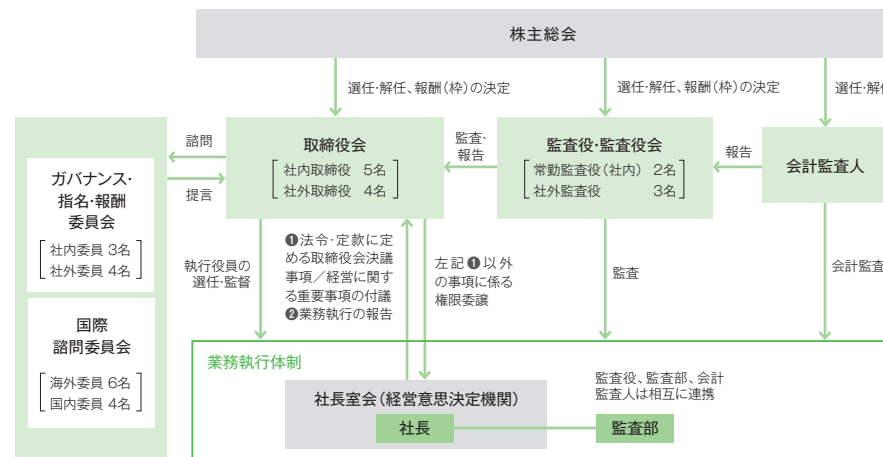 株主総会
選任・解任、報酬（枠）の決定
選任・解任、報酬（枠）の決定
選任・解任
諮問
提言
取締役会
社内取締役 5名
社外取締役 4名
監査・
報告
監査役・監査役会
常勤監査役（社内） 2名
社外監査役 3名
報告
会計監査人
ガバナンス・
指名・報酬
委員会
社内委員 3名
社外委員 4名
国際
諮問委員会
海外委員 6名
国内委員 4名
執行役員の
選任・監督
❶法令・定款に定
める取締役会決議
事項／経営に関す
る重要事項の付議
❷業務執行の報告
左記❶以外
の事項に係る
権限委譲
監査
会計監査
業務執行体制
社長室会（経営意思決定機関）
社長
監査役、監査部、会計
監査人は相互に連携
監査部